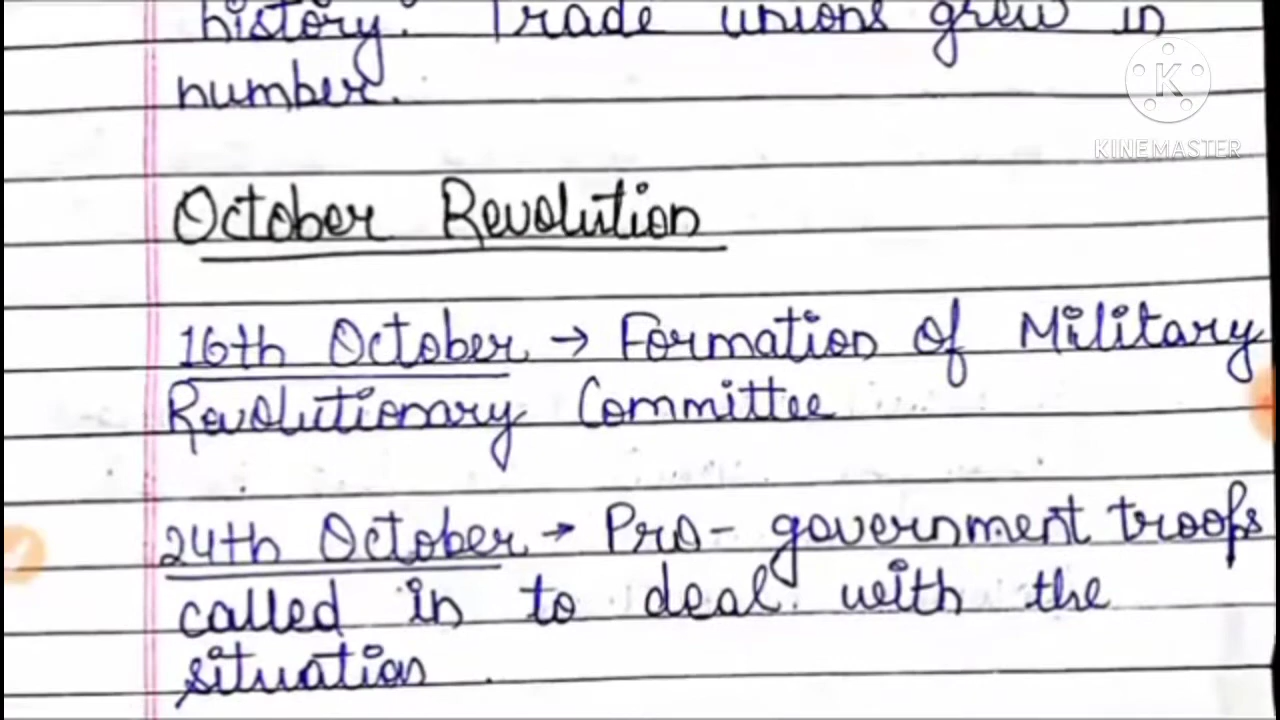 history. Trade unions grew in
number.
K
KINEMASTER
October Revolution
16th October → Formation of Military
Revolutionary Committee
24th October → Pro-government troops
called in to deal with the
situation.